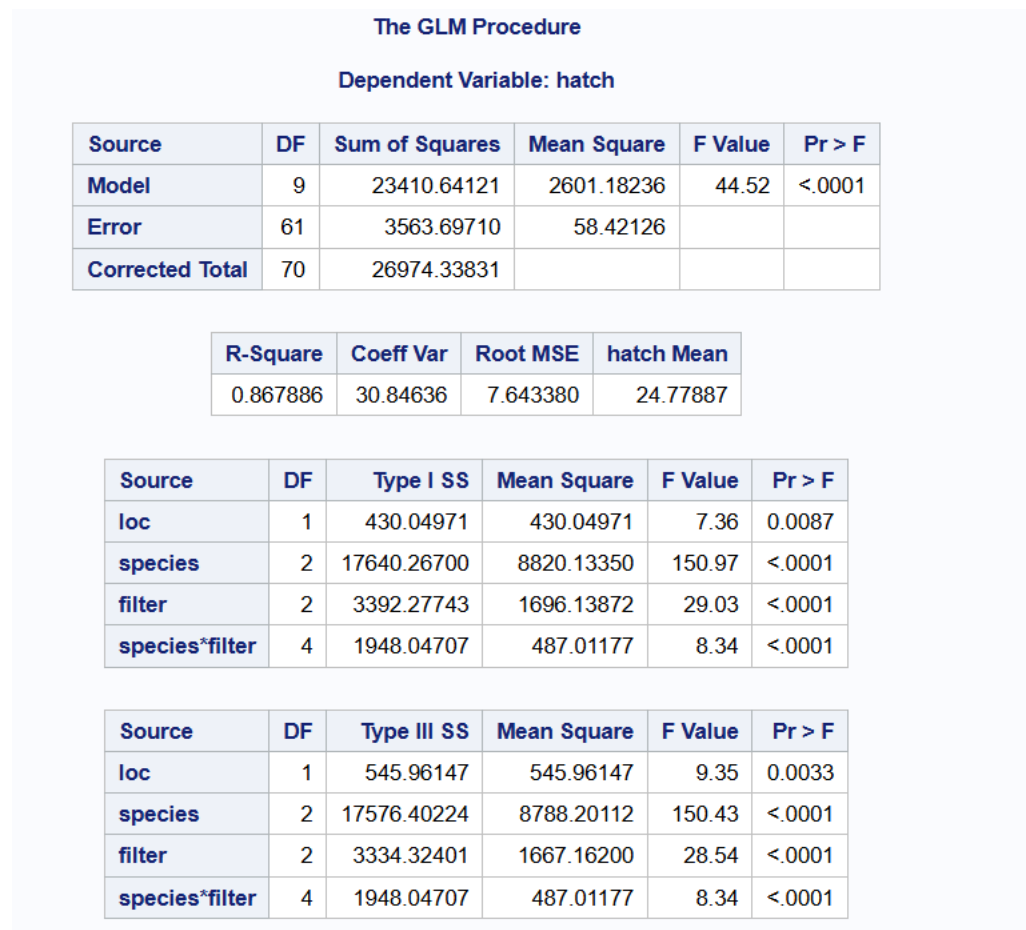 The GLM Procedure
Dependent Variable: hatch
Source DF Sum of Squares Mean Square F Value Pr > F
Model 9 23410.64121 2601.18236 44.52 <.0001
Error 61 3563.69710 58.42126
Corrected Total 70 26974.33831
R-Square Coeff Var Root MSE hatch Mean
0.867886 30.84636 7.643380 24.77887
Source DF Type I SS Mean Square F Value Pr > F
loc 1 430.04971 430.04971 7.36 0.0087
species 2 17640.26700 8820.13350 150.97 <.0001
filter 2 3392.27743 1696.13872 29.03 <.0001
species*filter 4 1948.04707 487.01177 8.34 <.0001
Source DF Type III SS Mean Square F Value Pr > F
loc 1 545.96147 545.96147 9.35 0.0033
species 2 17576.40224 8788.20112 150.43 <.0001
filter 2 3334.32401 1667.16200 28.54 <.0001
species*filter 4 1948.04707 487.01177 8.34 <.0001